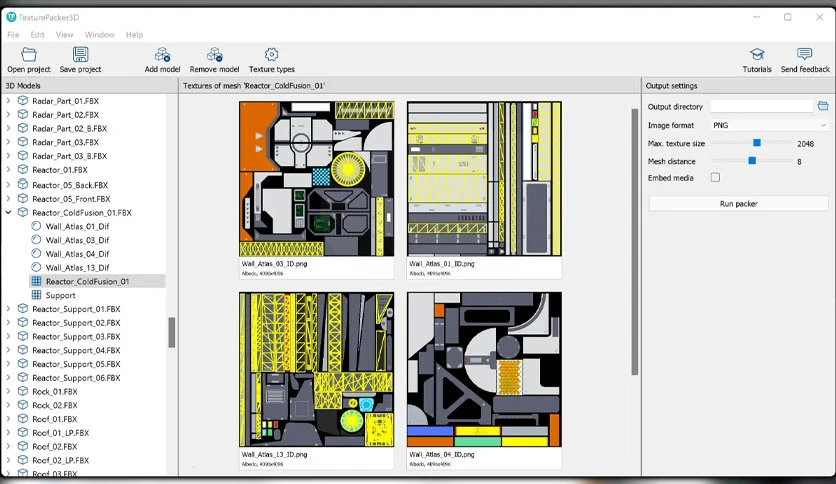 TexturePacker3D
File Edit View Window Help
Open project Save project Add model Remove model Texture types Tutorials Send feedback
3D Models
Radar_Part_01.FBX
Radar_Part_02.FBX
Radar_Part_02_B.FBX
Radar_Part_03.FBX
Radar_Part_03_B.FBX
Reactor_01.FBX
Reactor_05_Back.FBX
Reactor_05_Front.FBX
Reactor_ColdFusion_01.FBX
Wall_Atlas_01_Dif
Wall_Atlas_03_Dif
Wall_Atlas_04_Dif
Wall_Atlas_13_Dif
Reactor_ColdFusion_01
Support
Reactor_Support_01.FBX
Reactor_Support_02.FBX
Reactor_Support_03.FBX
Reactor_Support_04.FBX
Reactor_Support_05.FBX
Reactor_Support_06.FBX
Rock_01.FBX
Rock_02.FBX
Roof_01.FBX
Roof_01_LP.FBX
Roof_02.FBX
Roof_02_LP.FBX
Roof_03.FBX
Textures of mesh 'Reactor_ColdFusion_01'
Wall_Atlas_03_ID.png
Albedo, 4096x4096
Wall_Atlas_01_ID.png
Albedo, 4096x4096
Wall_Atlas_13_ID.png
Albedo, 4096x4096
Wall_Atlas_04_ID.png
Albedo, 4096x4096
Output settings
Output directory
Image format PNG
Max. texture size 2048
Mesh distance 8
Embed media
Run packer